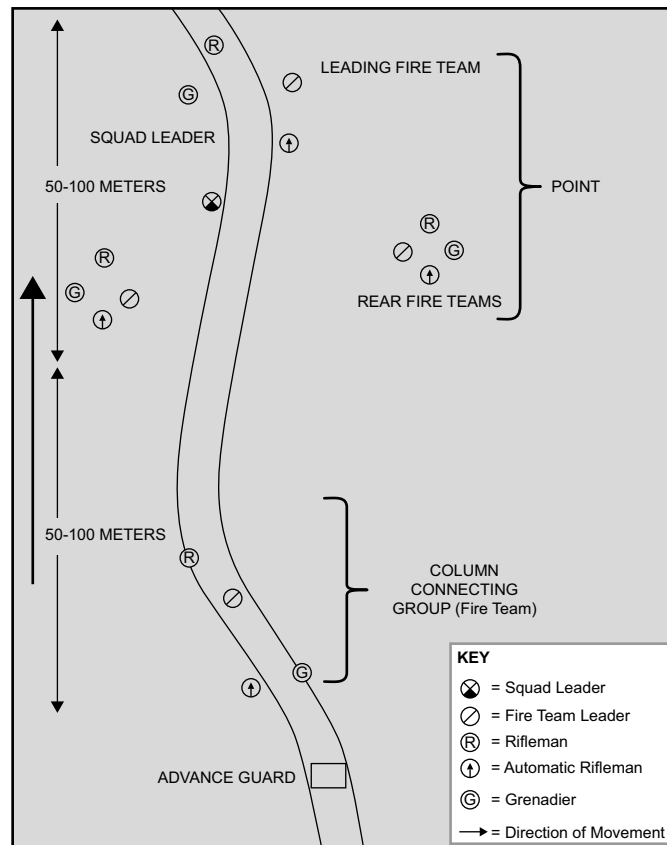 R
LEADING FIRE TEAM
G
SQUAD LEADER
50-100 METERS
POINT
R
R
G
G
REAR FIRE TEAMS
50-100 METERS
R
COLUMN
CONNECTING
GROUP (Fire Team)
G
ADVANCE GUARD
KEY
= Squad Leader
= Fire Team Leader
R = Rifleman
= Automatic Rifleman
G = Grenadier
= Direction of Movement